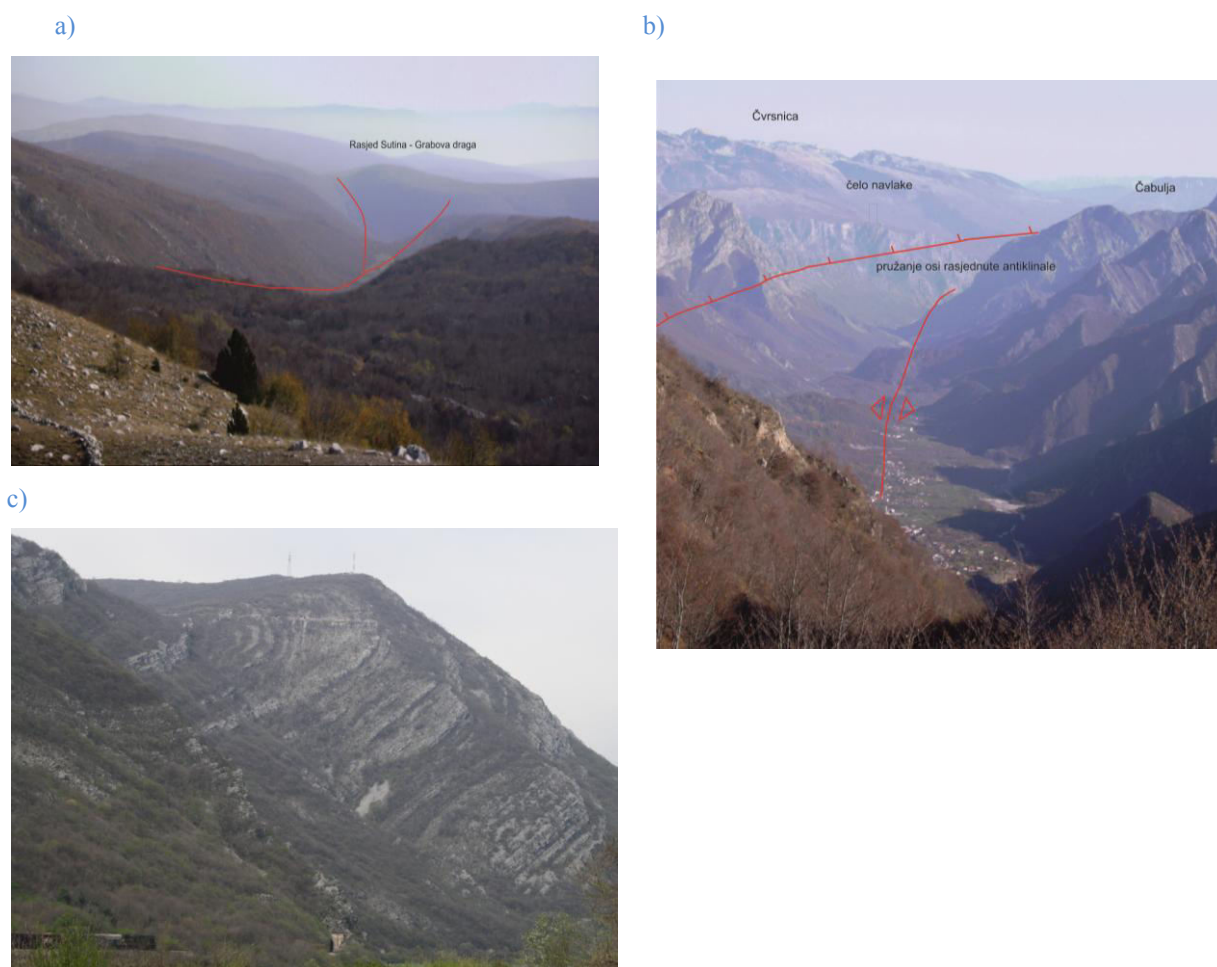 a)
b)
Rasjed Sutina - Grabova draga
Čvrsnica
čelo navlake
Čabulja
pružanje osi rasjednute antiklinale
c)